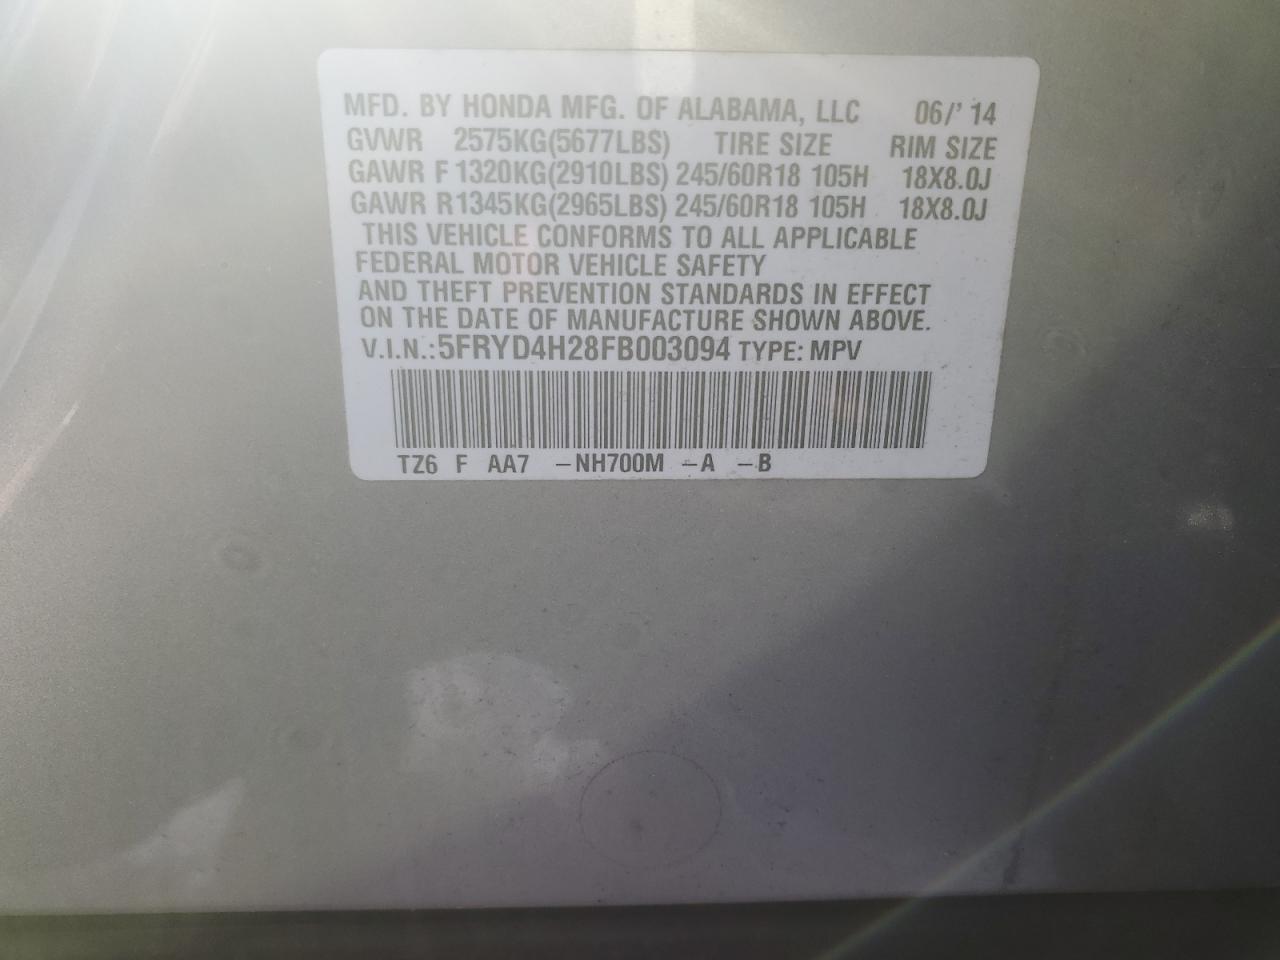 MFD. BY HONDA MFG. OF ALABAMA, LLC 06/' 14
GVWR 2575KG(5677LBS) TIRE SIZE RIM SIZE
GAWR F 1320KG(2910LBS) 245/60R18 105H 18X8.0J
GAWR R1345KG(2965LBS) 245/60R18 105H 18X8.0J
THIS VEHICLE CONFORMS TO ALL APPLICABLE
FEDERAL MOTOR VEHICLE SAFETY
AND THEFT PREVENTION STANDARDS IN EFFECT
ON THE DATE OF MANUFACTURE SHOWN ABOVE.
V.I.N.:5FRYD4H28FB003094 TYPE: MPV
TZ6 F AA7 -NH700M -A -B